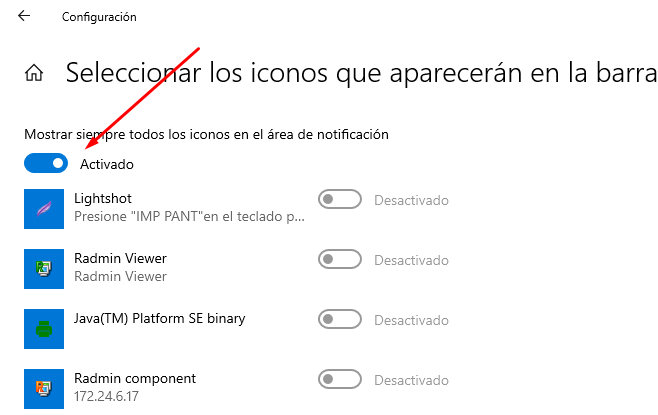 Configuración
Seleccionar los iconos que aparecerán en la barra
Mostrar siempre todos los iconos en el área de notificación
Activado
Lightshot
Desactivado
Presione "IMP PANT"en el teclado p...
Radmin Viewer
Desactivado
Radmin Viewer
Java(TM) Platform SE binary
Desactivado
Radmin component
Desactivado
172.24.6.17